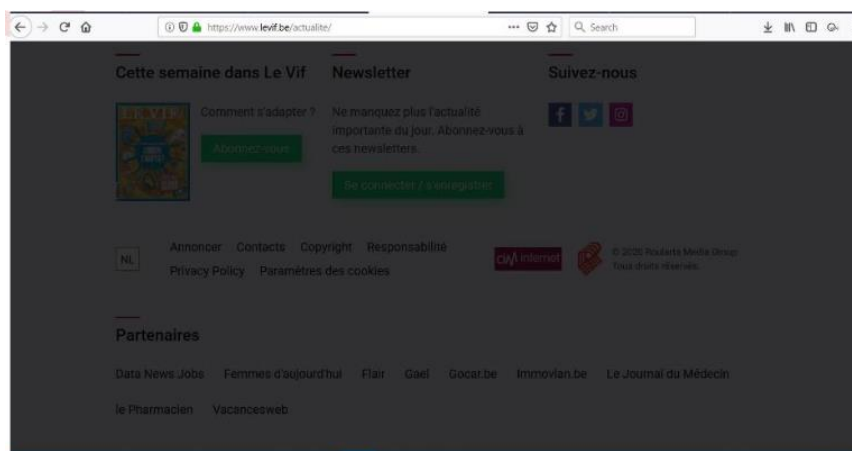 https://www.levif.be/actualite/
Search
Cette semaine dans Le Vif
Newsletter
Suivez-nous
LE VIF
Comment s'adapter ?
Abonnez-vous
Ne manquez plus l'actualité
importante du jour. Abonnez-vous à
ces newsletters.
Se connecter / s'enregistrer
NL
Annoncer Contacts Copyright Responsabilité
Privacy Policy Paramètres des cookies
CIM internet
© 2020 Roularta Media Group
Tous droits réservés.
Partenaires
Data News Jobs Femmes d'aujourd'hui Flair Gael Gocar.be Immovlan.be Le Journal du Médecin
le Pharmacien Vacancesweb